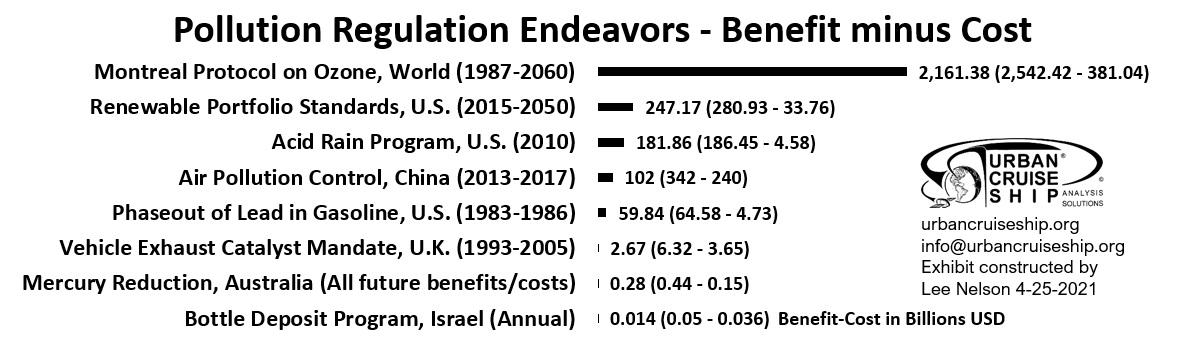 Pollution Regulation Endeavors - Benefit minus Cost
Montreal Protocol on Ozone, World (1987-2060) 2,161.38 (2,542.42 - 381.04)
Renewable Portfolio Standards, U.S. (2015-2050) 247.17 (280.93 - 33.76)
Acid Rain Program, U.S. (2010) 181.86 (186.45 - 4.58)
Air Pollution Control, China (2013-2017) 102 (342 - 240)
Phaseout of Lead in Gasoline, U.S. (1983-1986) 59.84 (64.58 - 4.73)
Vehicle Exhaust Catalyst Mandate, U.K. (1993-2005) 2.67 (6.32 - 3.65)
Mercury Reduction, Australia (All future benefits/costs) 0.28 (0.44 - 0.15)
Bottle Deposit Program, Israel (Annual) 0.014 (0.05 - 0.036) Benefit-Cost in Billions USD
URBAN®
CRUISE ©
SHIP ANALYSIS
SOLUTIONS
urbancruiseship.org
info@urbancruiseship.org
Exhibit constructed by
Lee Nelson 4-25-2021